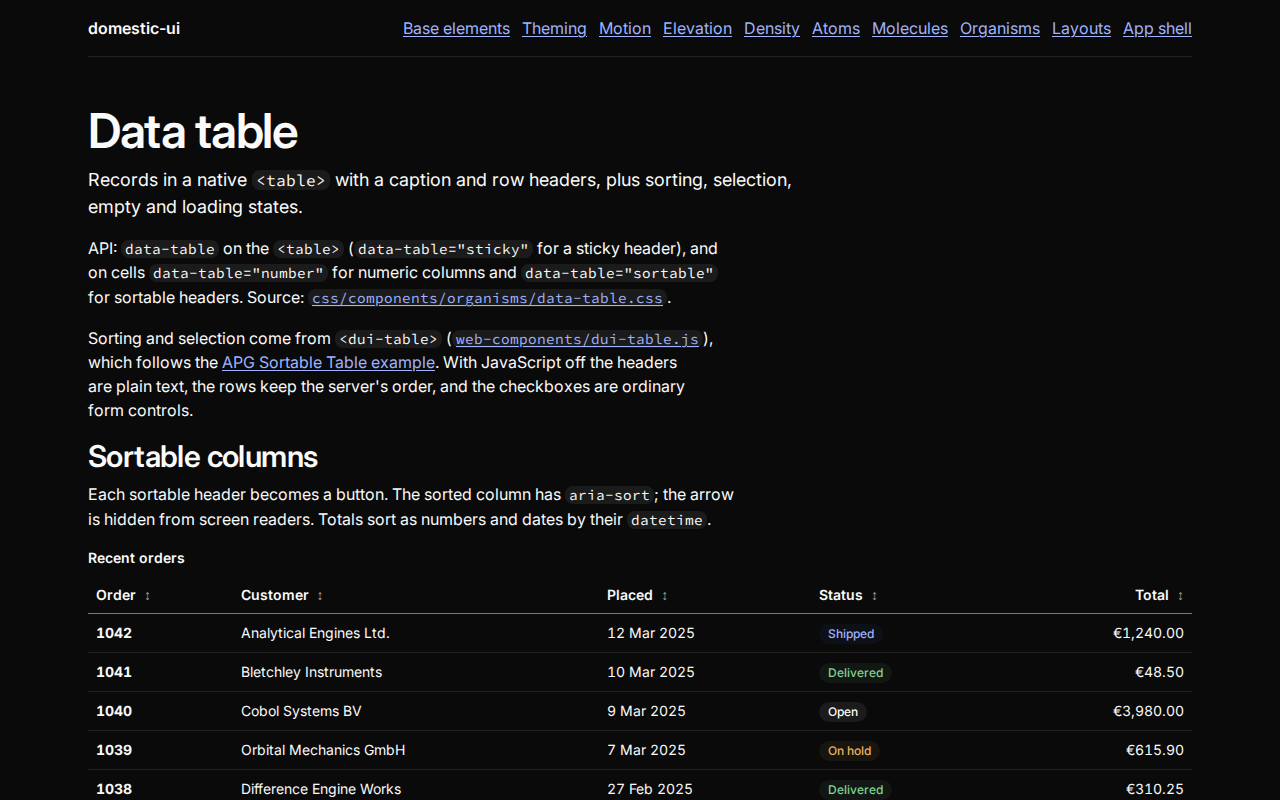 domestic-ui Base elements Theming Motion Elevation Density Atoms Molecules Organisms Layouts App shell
Data table
Records in a native <table> with a caption and row headers, plus sorting, selection,
empty and loading states.
API: data-table on the <table> (data-table="sticky" for a sticky header), and
on cells data-table="number" for numeric columns and data-table="sortable"
for sortable headers. Source: css/components/organisms/data-table.css.
Sorting and selection come from <dui-table> (web-components/dui-table.js),
which follows the APG Sortable Table example. With JavaScript off the headers
are plain text, the rows keep the server's order, and the checkboxes are ordinary
form controls.
Sortable columns
Each sortable header becomes a button. The sorted column has aria-sort; the arrow
is hidden from screen readers. Totals sort as numbers and dates by their datetime.
Recent orders
Order ↕ Customer ↕ Placed ↕ Status ↕ Total ↕
1042 Analytical Engines Ltd. 12 Mar 2025 Shipped €1,240.00
1041 Bletchley Instruments 10 Mar 2025 Delivered €48.50
1040 Cobol Systems BV 9 Mar 2025 Open €3,980.00
1039 Orbital Mechanics GmbH 7 Mar 2025 On hold €615.90
1038 Difference Engine Works 27 Feb 2025 Delivered €310.25